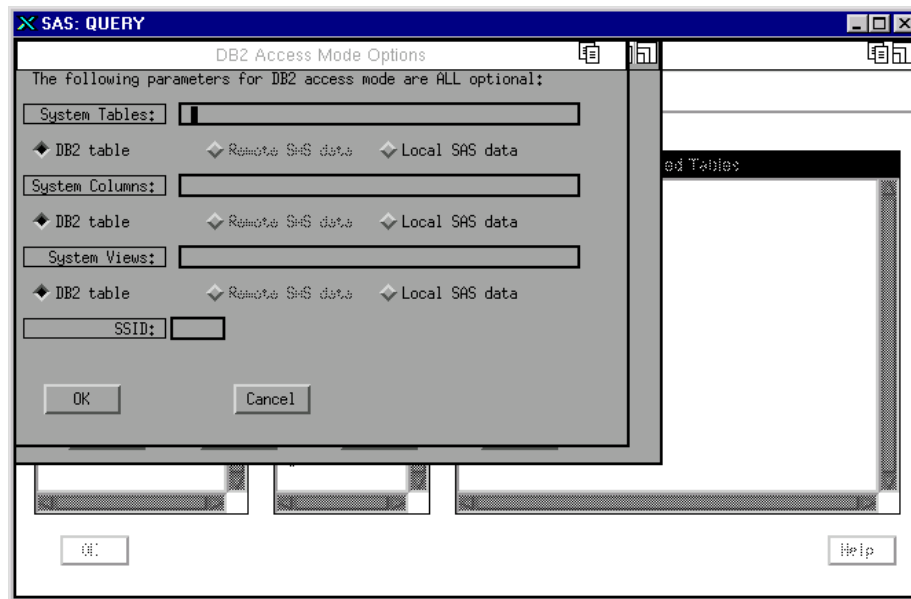 SAS: QUERY
DB2 Access Mode Options
The following parameters for DB2 access mode are ALL optional:
System Tables:
DB2 table Remote SAS data Local SAS data
ed Tables
System Columns:
DB2 table Remote SAS data Local SAS data
System Views:
DB2 table Remote SAS data Local SAS data
SSID:
OK Cancel
OK Help